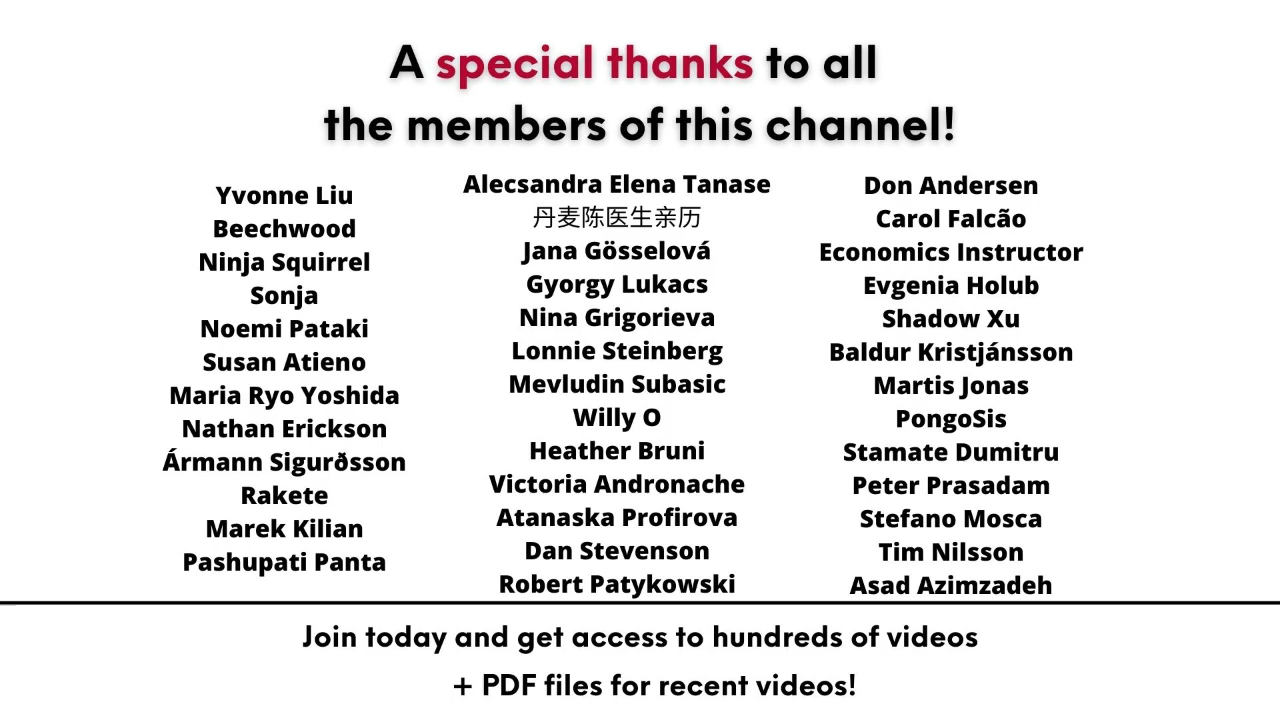 A special thanks to all
the members of this channel!
Yvonne Liu
Beechwood
Ninja Squirrel
Sonja
Noemi Pataki
Susan Atieno
Maria Ryo Yoshida
Nathan Erickson
Ármann Sigurðsson
Rakete
Marek Kilian
Pashupati Panta
Alecsandra Elena Tanase
丹麦陈医生亲历
Jana Gösselová
Gyorgy Lukacs
Nina Grigorieva
Lonnie Steinberg
Mevludin Subasic
Willy O
Heather Bruni
Victoria Andronache
Atanaska Profirova
Dan Stevenson
Robert Patykowski
Don Andersen
Carol Falcão
Economics Instructor
Evgenia Holub
Shadow Xu
Baldur Kristjánsson
Martis Jonas
PongoSis
Stamate Dumitru
Peter Prasadam
Stefano Mosca
Tim Nilsson
Asad Azimzadeh
Join today and get access to hundreds of videos
+ PDF files for recent videos!